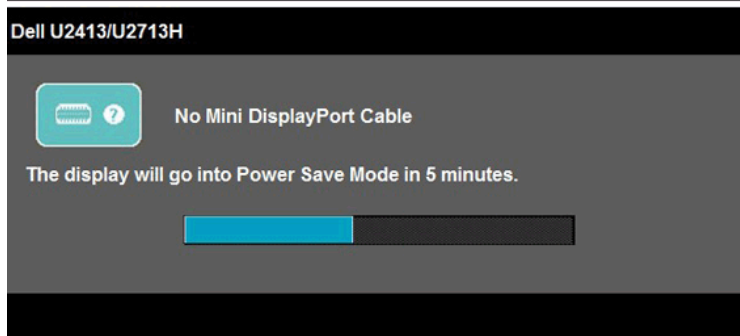 Dell U2413/U2713H
?
No Mini DisplayPort Cable
The display will go into Power Save Mode in 5 minutes.